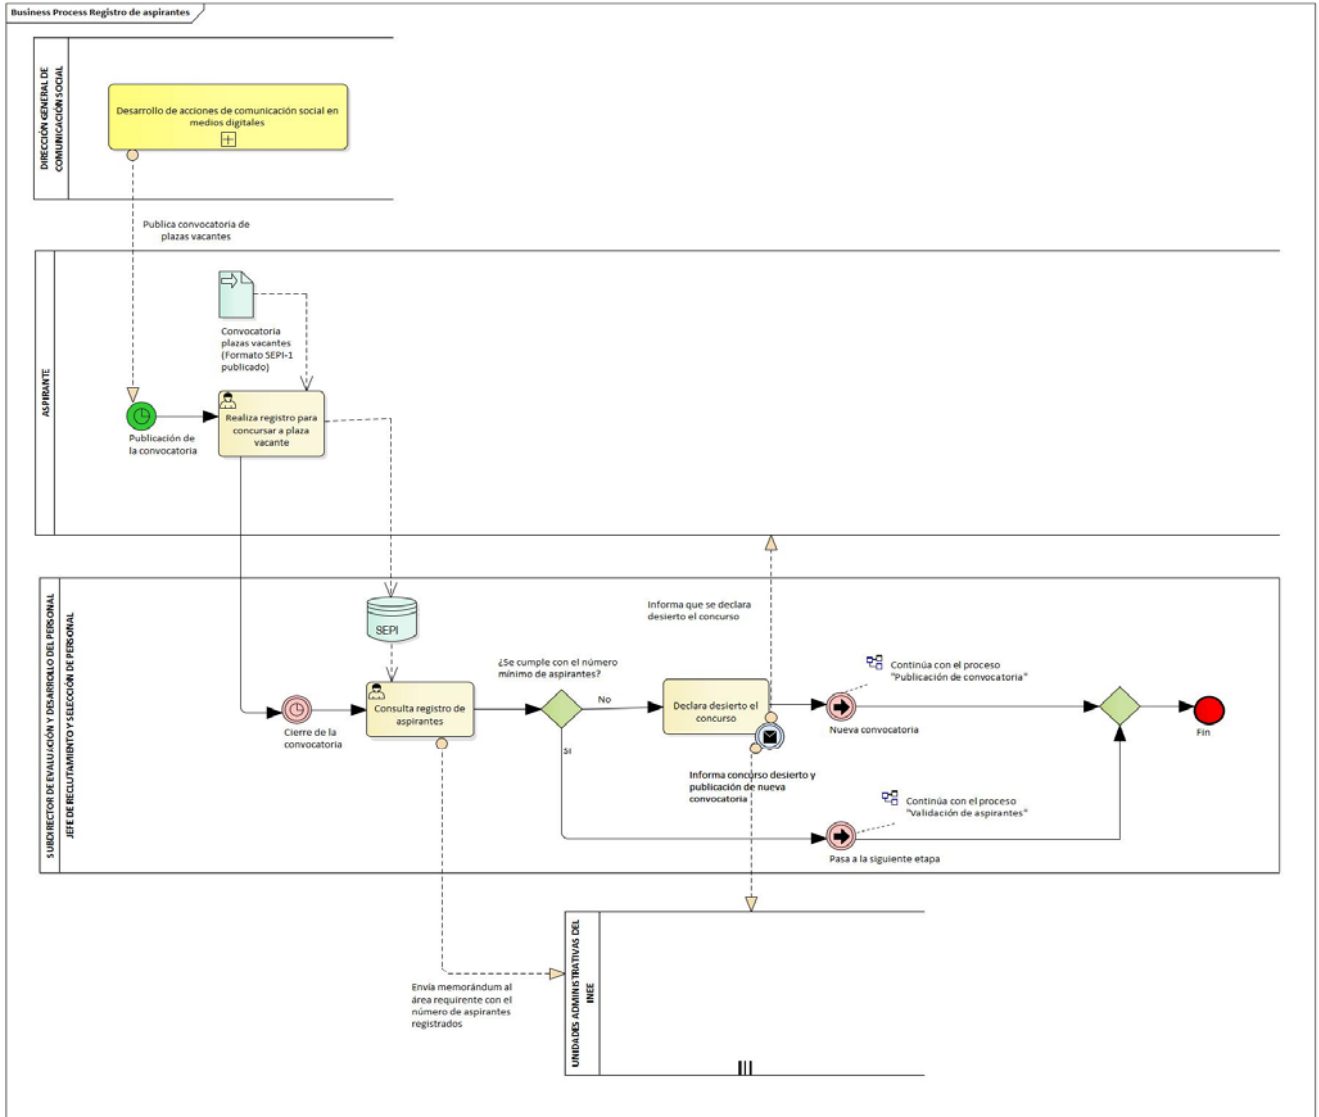 Business Process Registro de aspirantes
DIRECCIÓN GENERAL DE
COMUNICACIÓN SOCIAL
Desarrollo de acciones de comunicación social en
medios digitales
Publica convocatoria de
plazas vacantes
ASPIRANTE
Convocatoria
plazas vacantes
(Formato SEPI-1
publicado)
Realiza registro para
concursar a plaza
vacante
Publicación de
la convocatoria
SUBDIRECTOR DE EVALUACIÓN Y DESARROLLO DEL PERSONAL
JEFE DE RECLUTAMIENTO Y SELECCIÓN DE PERSONAL
SEPI
Informa que se declara
desierto el concurso
¿Se cumple con el número
mínimo de aspirantes?
Continúa con el proceso
"Publicación de convocatoria"
No
Consulta registro de
aspirantes
Declara desierto el
concurso
Cierre de la
convocatoria
Nueva convocatoria
Fin
Si
Informa concurso desierto y
publicación de nueva
convocatoria
Continúa con el proceso
"Validación de aspirantes"
Pasa a la siguiente etapa
Envía memorándum al
área requirente con el
número de aspirantes
registrados
UNIDADES ADMINISTRATIVAS DEL
INEE